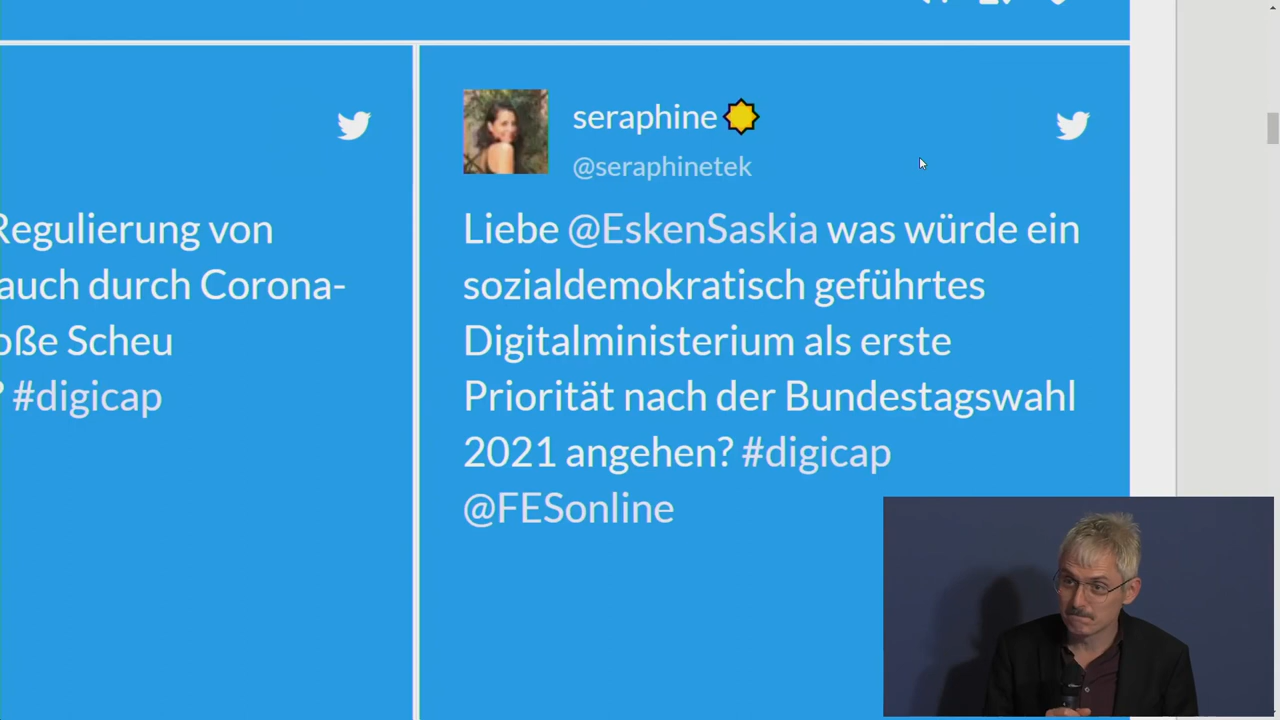 Regulierung von
auch durch Corona-
oße Scheu
? #digicap
seraphine
@seraphinetek
Liebe @EskenSaskia was würde ein
sozialdemokratisch geführtes
Digitalministerium als erste
Priorität nach der Bundestagswahl
2021 angehen? #digicap
@FESonline